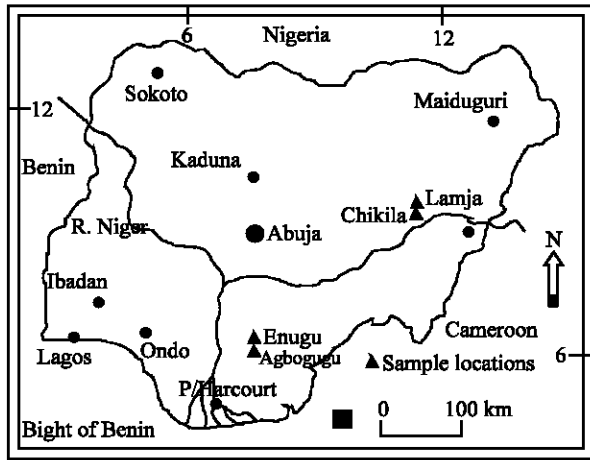 6
Nigeria
12
Sokoto
12
Maiduguri
Benin
Kaduna
Lamja
Chikila
R. Niger
Abuja
N
Ibadan
Enugu
Cameroon
Lagos
Ondo
Agbogugu
Sample locations
6
P/Harcourt
Bight of Benin
0 100 km